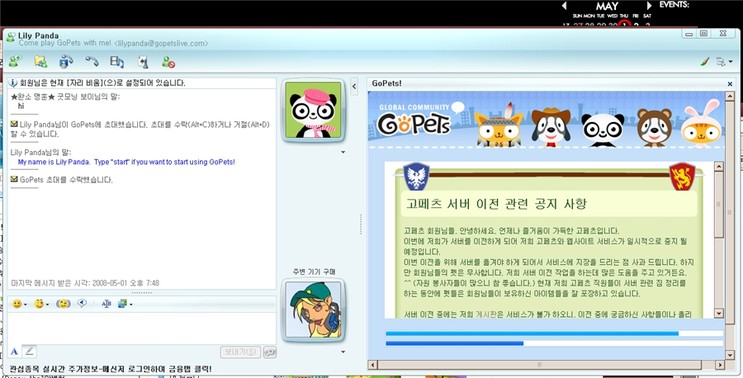 MAY
EVENTS:
SUN MON TUE WED THU FRI SAT
Lily Panda
Come play GoPets with me! <lilypanda@gopetslive.com>
회원님은 현재 [자리 비움](으)로 설정되어 있습니다.
★완소 명훈★ 굿모닝 보이님의 말:
hi
Lily Panda님이 GoPets에 초대했습니다. 초대를 수락(Alt+C)하거나 거절(Alt+D)
할 수 있습니다.
Lily Panda님의 말:
My name is Lily Panda. Type "start" if you want to start using GoPets!
GoPets 초대를 수락했습니다.
마지막 메시지 받은 시각: 2008-05-01 오후 7:48
보내기(S)
관심종목 실시간 주가정보-메신저 로그인하며 금융맵 클릭!
주변 기기 구매
GoPets!
GLOBAL COMMUNITY
GoPETS
고페츠 서버 이전 관련 공지 사항
고페츠 회원님들, 안녕하세요. 언제나 즐거움이 가득한 고페츠입니다.
이번에 저희가 서버를 이전하게 되어 저희 고페츠와 웹사이트 서비스가 일시적으로 중지 될
예정입니다.
이번 이전을 위해 서버를 옮겨야 하게 되어서 서비스에 지장을 드리는 점 사과 드립니다. 하지
만 회원님들의 펫은 무사합니다. 저희 서버 이전 작업을 하는데 많은 도움을 주고 있거든요.
^^ (자원 봉사자들이 많으니 참 좋습니다.) 현재 저희 고페츠 직원들이 서버 관련 짐 정리를
하는 동안에 펫들은 회원님들이 보유하신 아이템들을 잘 포장하고 있습니다.
서버 이전 중에는 저희 게시판은 서비스가 불가 하오니, 이전 중에 궁금하신 사항들이나 흘리